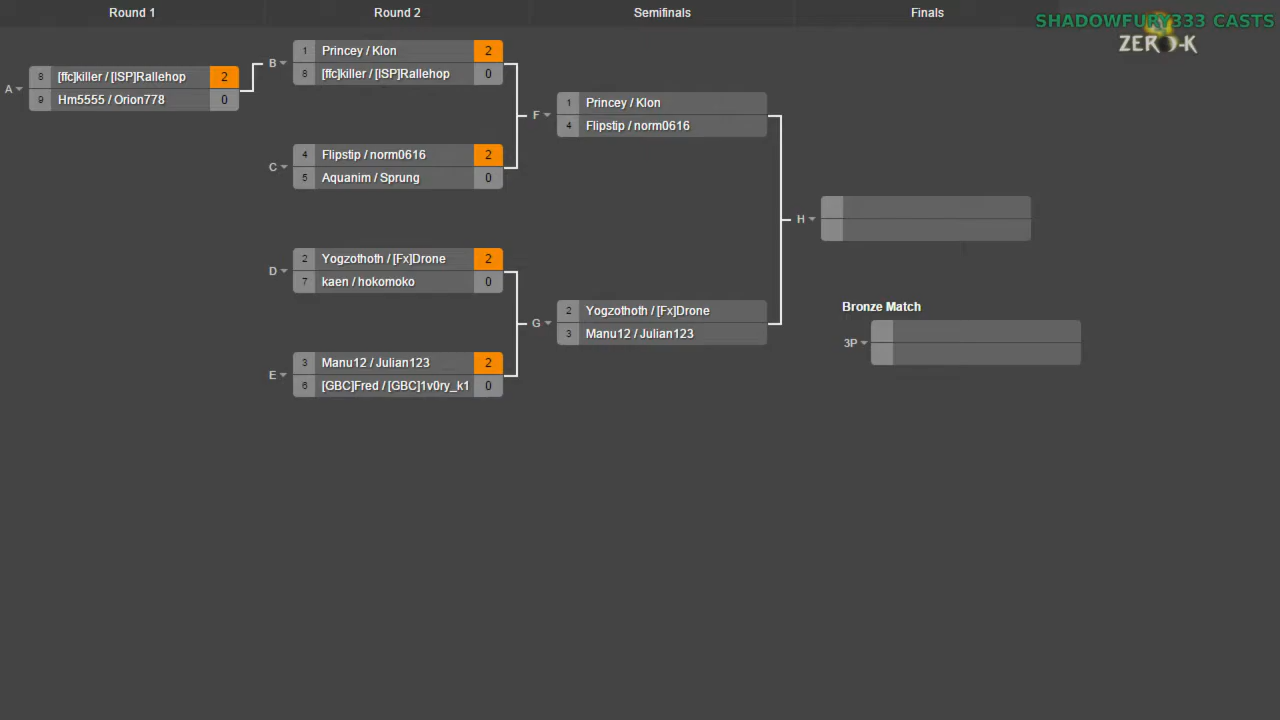 Round 1
Round 2
Semifinals
Finals
SHADOWFURY333 CASTS
ZERO-K
A
8 [ffc]killer / [ISP]Rallehop 2
9 Hm5555 / Orion778 0
B
1 Princey / Klon 2
8 [ffc]killer / [ISP]Rallehop 0
C
4 Flipstip / norm0616 2
5 Aquanim / Sprung 0
D
2 Yogzothoth / [Fx]Drone 2
7 kaen / hokomoko 0
E
3 Manu12 / Julian123 2
6 [GBC]Fred / [GBC]1v0ry_k1 0
F
1 Princey / Klon
4 Flipstip / norm0616
G
2 Yogzothoth / [Fx]Drone
3 Manu12 / Julian123
H
Bronze Match
3P